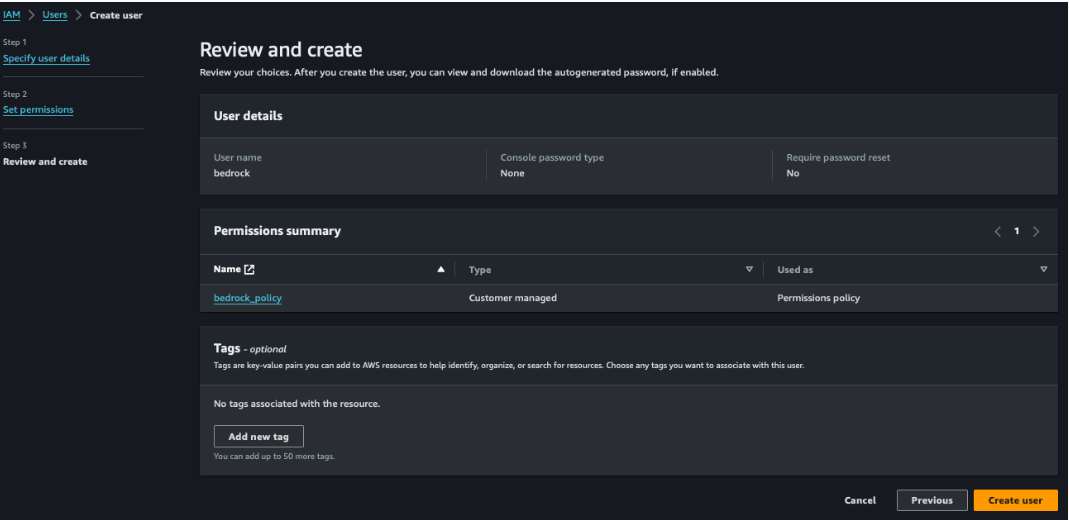 IAM > Users > Create user
Step 1
Specify user details
Step 2
Set permissions
Step 3
Review and create
Review and create
Review your choices. After you create the user, you can view and download the autogenerated password, if enabled.
User details
User name
bedrock
Console password type
None
Require password reset
No
Permissions summary
1
Name Type Used as
bedrock_policy Customer managed Permissions policy
Tags - optional
Tags are key-value pairs you can add to AWS resources to help identify, organize, or search for resources. Choose any tags you want to associate with this user.
No tags associated with the resource.
Add new tag
You can add up to 50 more tags.
Cancel Previous Create user